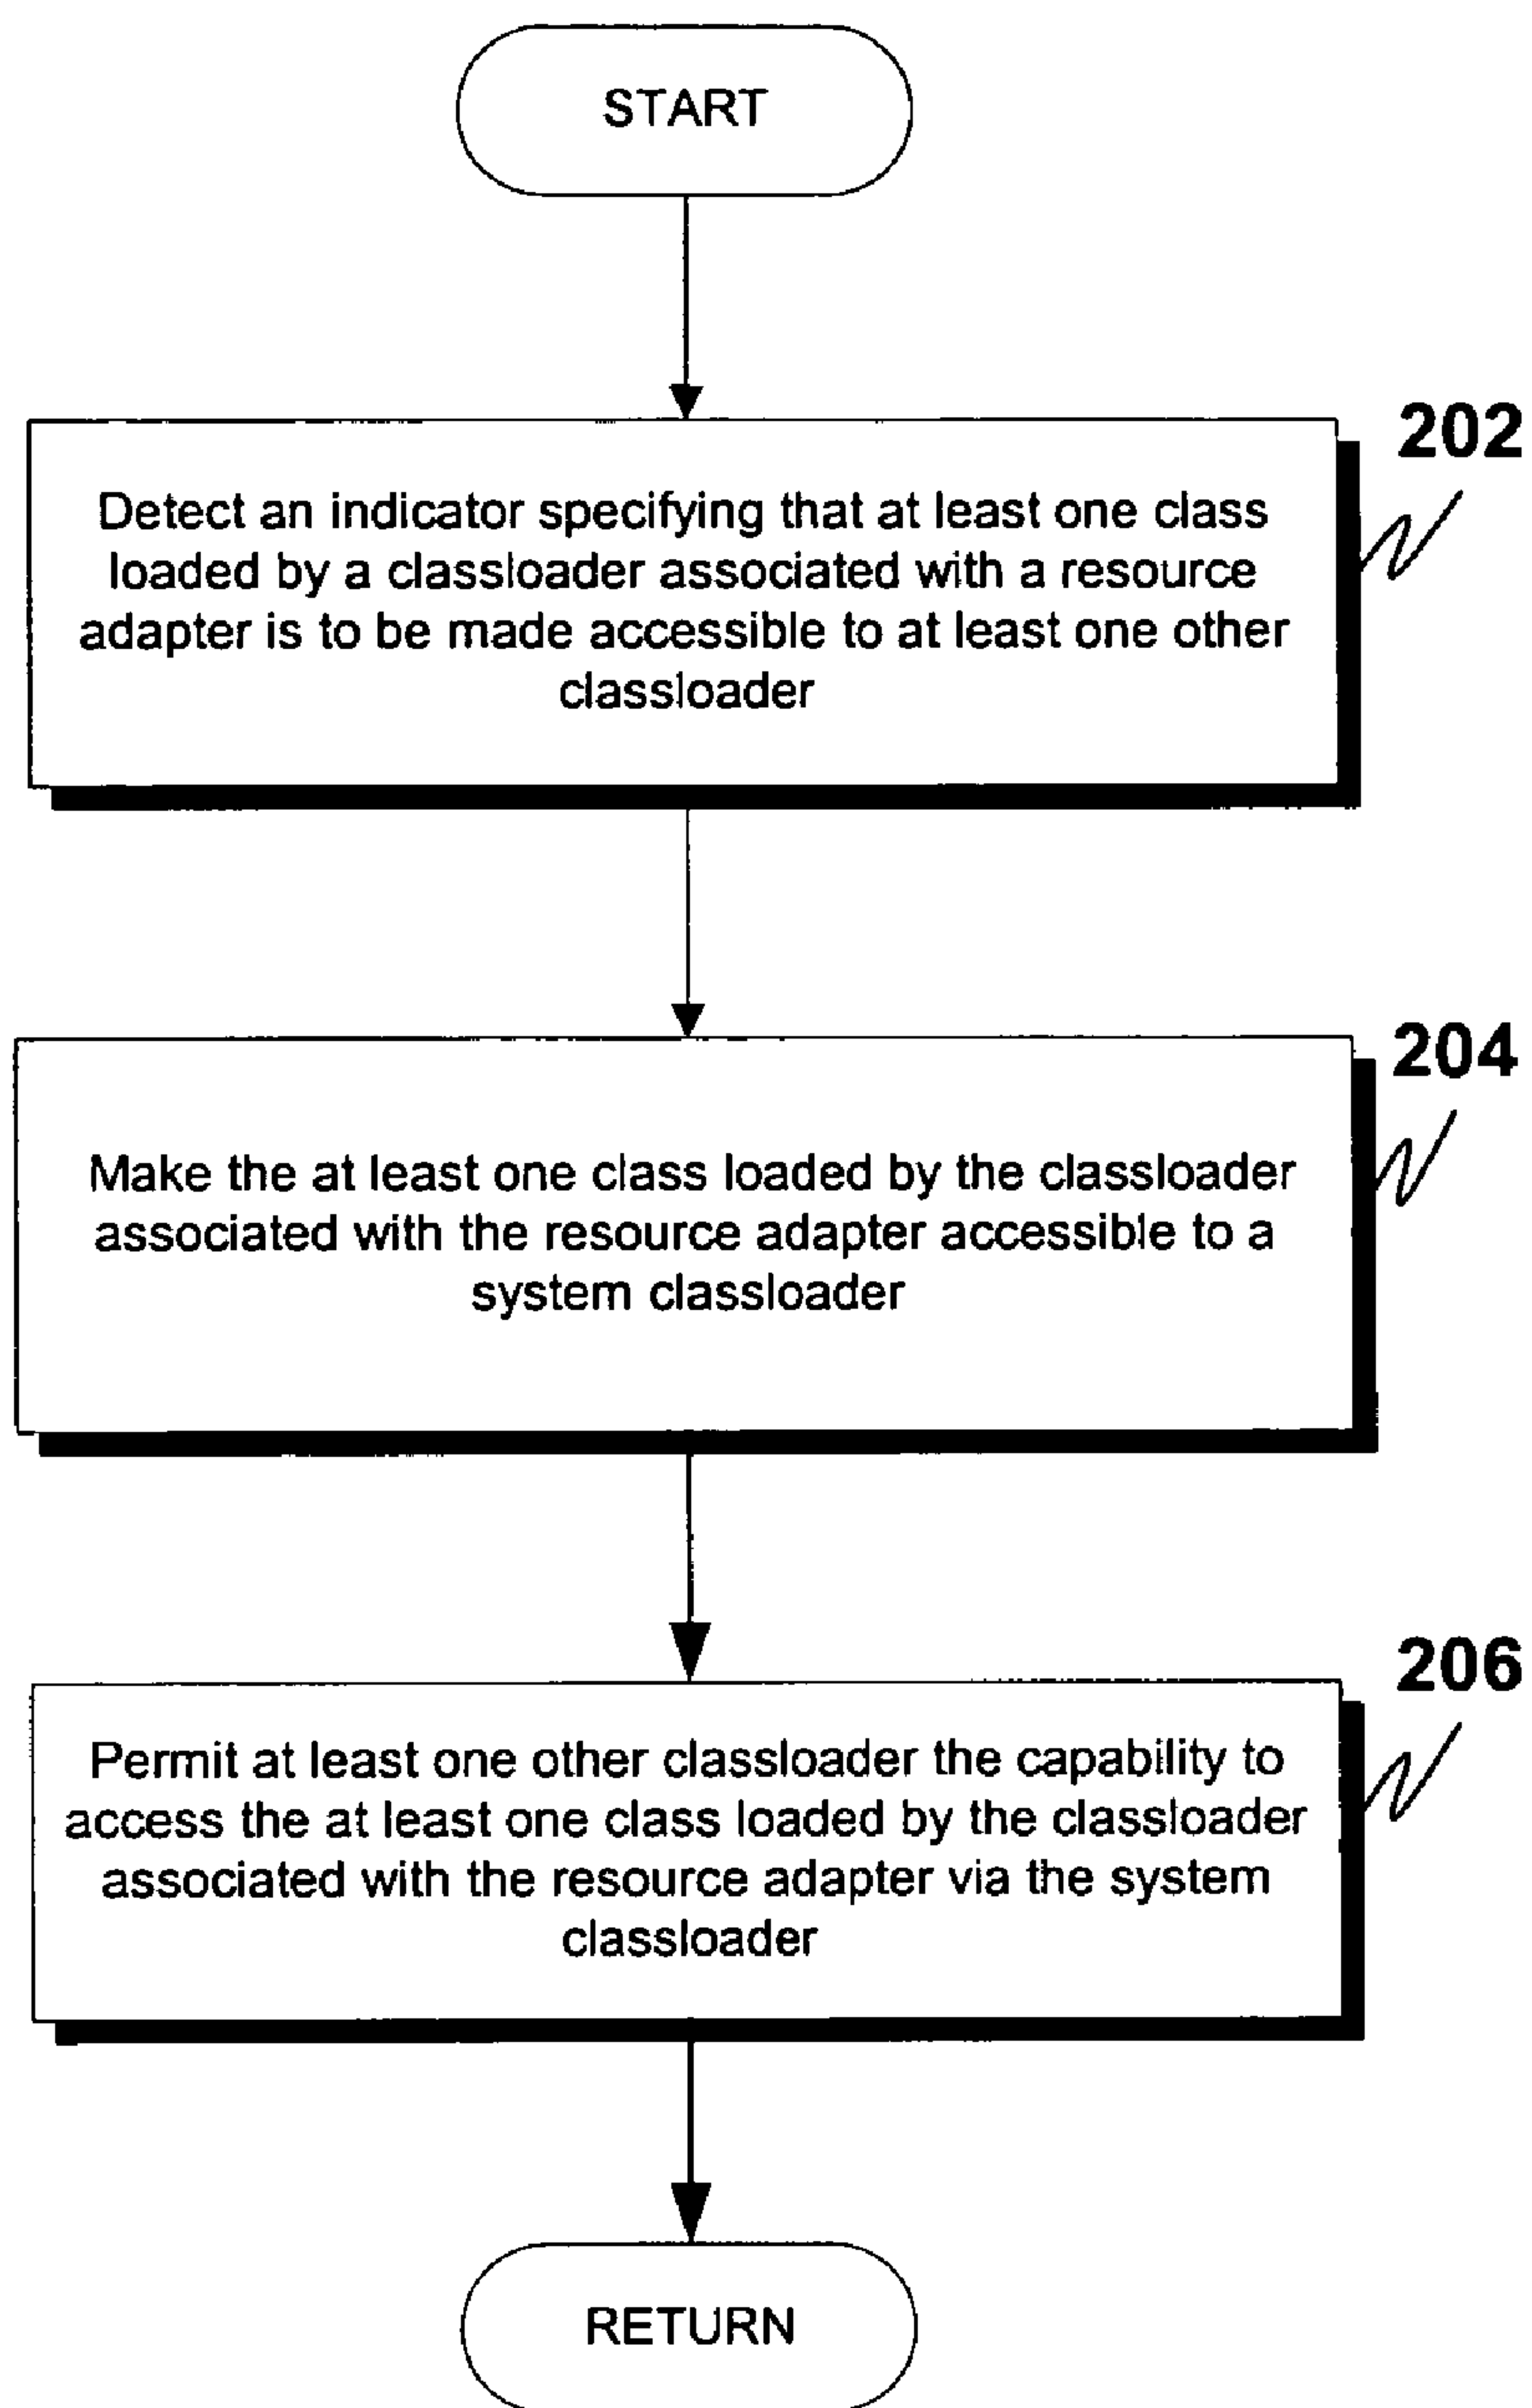 START
202
Detect an indicator specifying that at least one class
loaded by a classloader associated with a resource
adapter is to be made accessible to at least one other
classloader
204
Make the at least one class loaded by the classloader
associated with the resource adapter accessible to a
system classloader
206
Permit at least one other classloader the capability to
access the at least one class loaded by the classloader
associated with the resource adapter via the system
classloader
RETURN